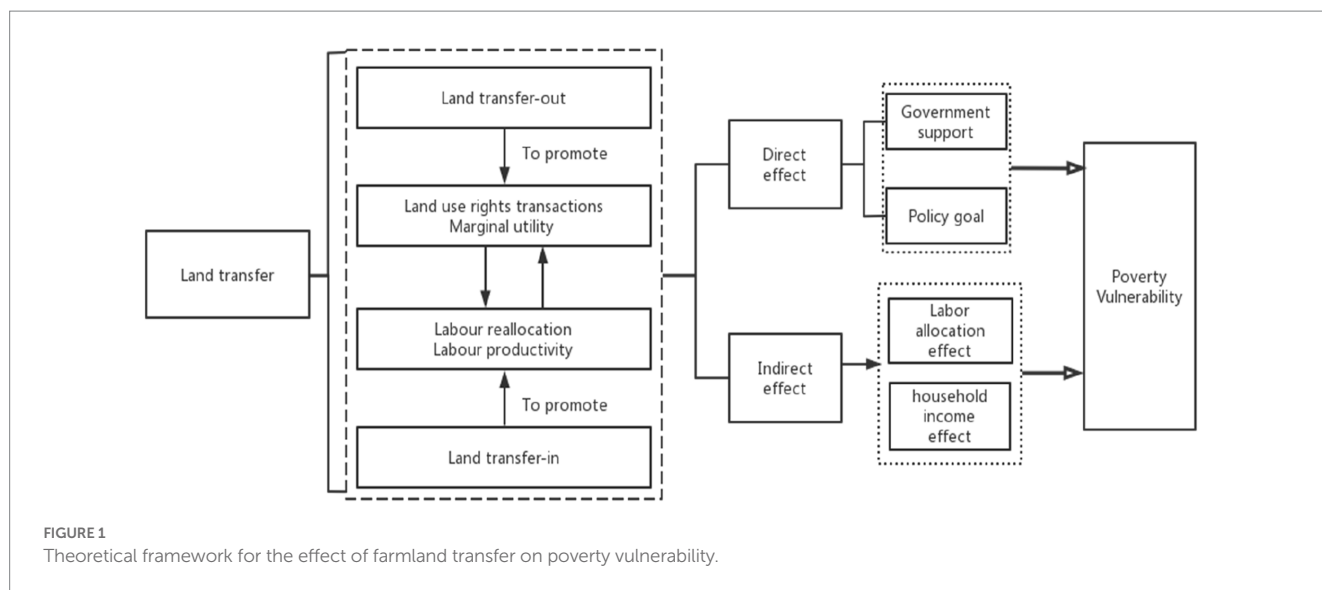 Land transfer
Land transfer-out
To promote
Land use rights transactions
Marginal utility
Labour reallocation
Labour productivity
To promote
Land transfer-in
Direct
effect
Indirect
effect
Government
support
Policy goal
Labor
allocation
effect
household
income
effect
Poverty
Vulnerability
FIGURE 1
Theoretical framework for the effect of farmland transfer on poverty vulnerability.